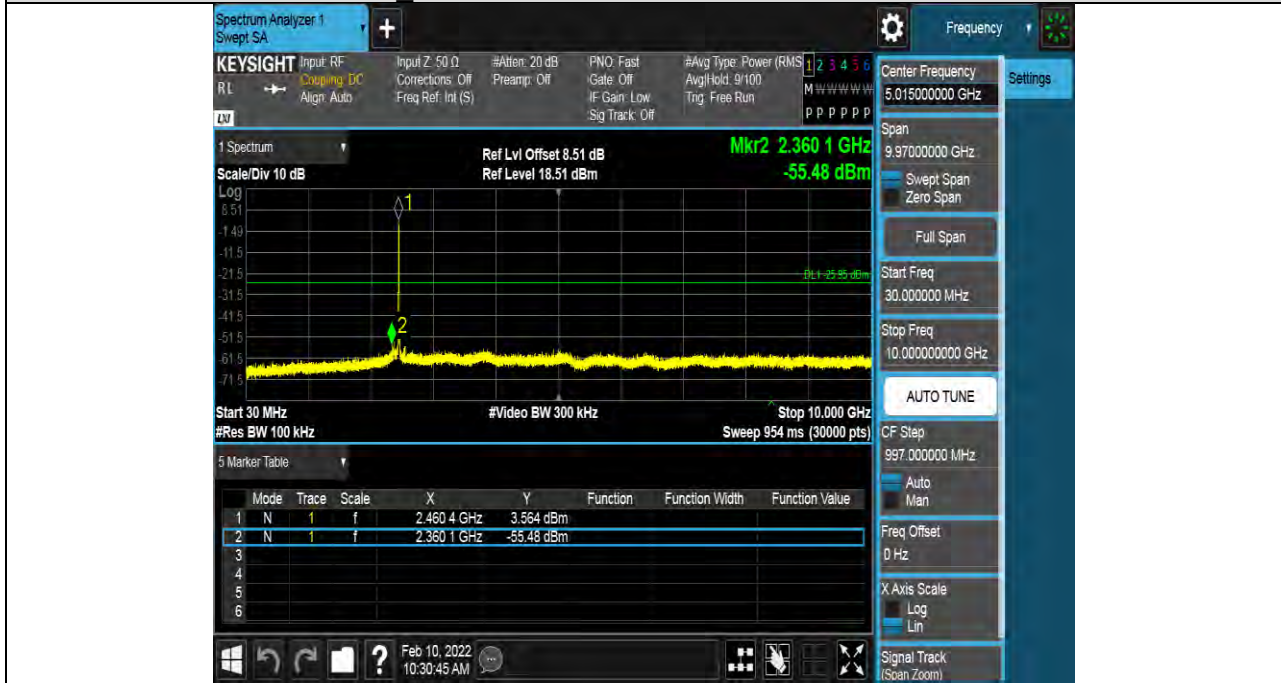 Spectrum Analyzer 1
Swept SA
+
Frequency
KEYSIGHT Input: RF Input Z: 50 Ω #Atten: 20 dB PNO: Fast #Avg Type: Power (RMS 1 2 3 4 5 6
RL Coupling: DC Corrections: Off Preamp: Off Gate: Off Avg|Hold: 9/100 M W W W W W
Align: Auto Freq Ref: Int (S) IF Gain: Low Trig: Free Run
LXI Sig Track: Off P P P P P P
Center Frequency
5.015000000 GHz
Settings
1 Spectrum
Ref Lvl Offset 8.51 dB
Mkr2 2.360 1 GHz
Scale/Div 10 dB
Ref Level 18.51 dBm
-55.48 dBm
Log
8.51
-1.49
-11.5
-21.5
-31.5
-41.5
-51.5
-61.5
-71.5
1
2
DL1 -25.95 dBm
Start 30 MHz #Video BW 300 kHz Stop 10.000 GHz
#Res BW 100 kHz Sweep 954 ms (30000 pts)
Span
9.97000000 GHz
Swept Span
Zero Span
Full Span
Start Freq
30.000000 MHz
Stop Freq
10.000000000 GHz
AUTO TUNE
CF Step
997.000000 MHz
Auto
Man
Freq Offset
0 Hz
X Axis Scale
Log
Lin
Signal Track
(Span Zoom)
5 Marker Table
Mode Trace Scale X Y Function Function Width Function Value
1 N 1 f 2.460 4 GHz 3.564 dBm
2 N 1 f 2.360 1 GHz -55.48 dBm
3
4
5
6
?
Feb 10, 2022
10:30:45 AM